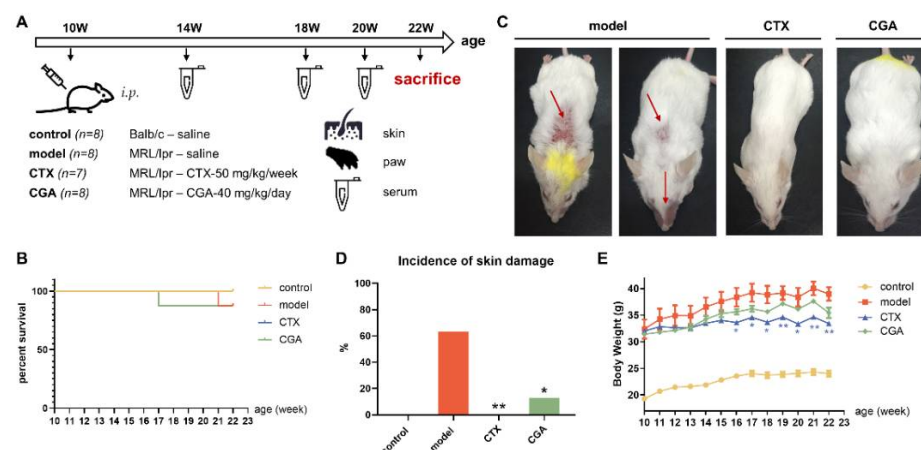 A
10W 14W 18W 20W 22W
age
i.p.
sacrifice
control (n=8) Balb/c – saline
model (n=8) MRL/lpr – saline
CTX (n=7) MRL/lpr – CTX-50 mg/kg/week
CGA (n=8) MRL/lpr – CGA-40 mg/kg/day
skin
paw
serum
C
model CTX CGA
B
percent survival
100
50
0
10 11 12 13 14 15 16 17 18 19 20 21 22 23
age (week)
control
model
CTX
CGA
D
Incidence of skin damage
%
100
80
60
40
20
0
**
*
control model CTX CGA
E
Body Weight (g)
40
35
30
25
20
* * * ** * ** **
10 11 12 13 14 15 16 17 18 19 20 21 22 23
age (week)
control
model
CTX
CGA